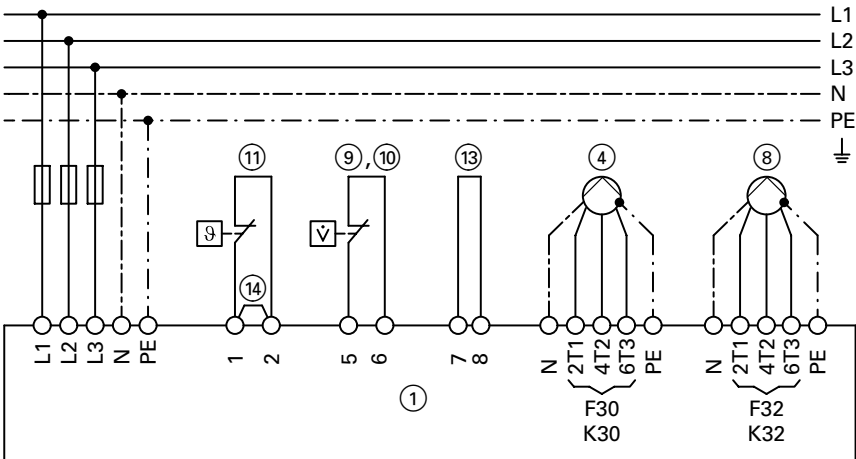 L1
L2
L3
N
PE
⑪ ⑨, ⑩ ⑬ ④ ⑧
ϑ V̇
⑭
L1 L2 L3 N PE 1 2 5 6 7 8 N 2T1 4T2 6T3 PE N 2T1 4T2 6T3 PE
① F30 F32
K30 K32